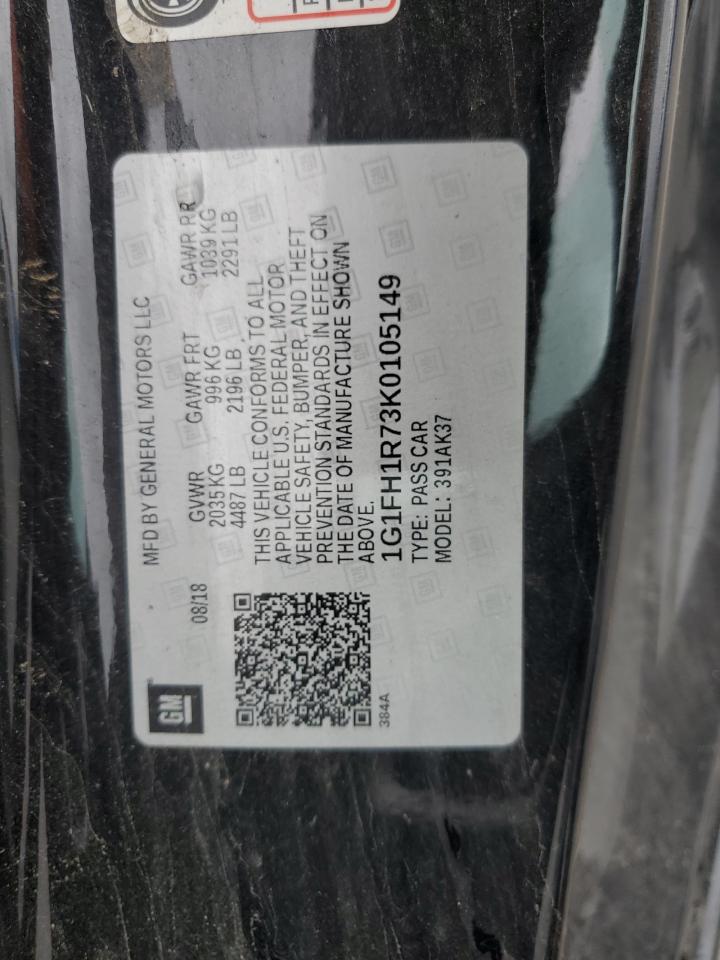 GM
MFD BY GENERAL MOTORS LLC
08/18 GVWR GAWR FRT GAWR RR
2035 KG 996 KG 1039 KG
4487 LB 2196 LB 2291 LB
THIS VEHICLE CONFORMS TO ALL
APPLICABLE U.S. FEDERAL MOTOR
VEHICLE SAFETY, BUMPER, AND THEFT
PREVENTION STANDARDS IN EFFECT ON
THE DATE OF MANUFACTURE SHOWN
ABOVE.
1G1FH1R73K0105149
TYPE: PASS CAR
MODEL: 391AK37
384A